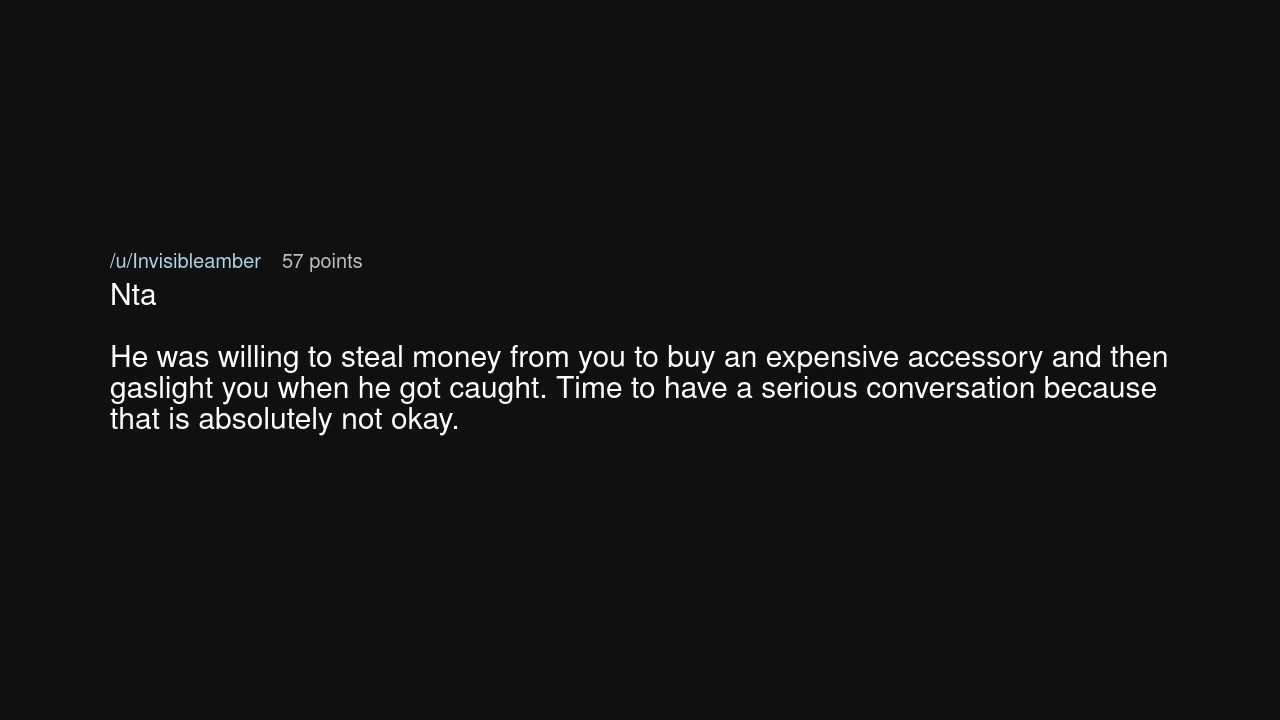 /u/Invisibleamber 57 points
Nta
He was willing to steal money from you to buy an expensive accessory and then
gaslight you when he got caught. Time to have a serious conversation because
that is absolutely not okay.